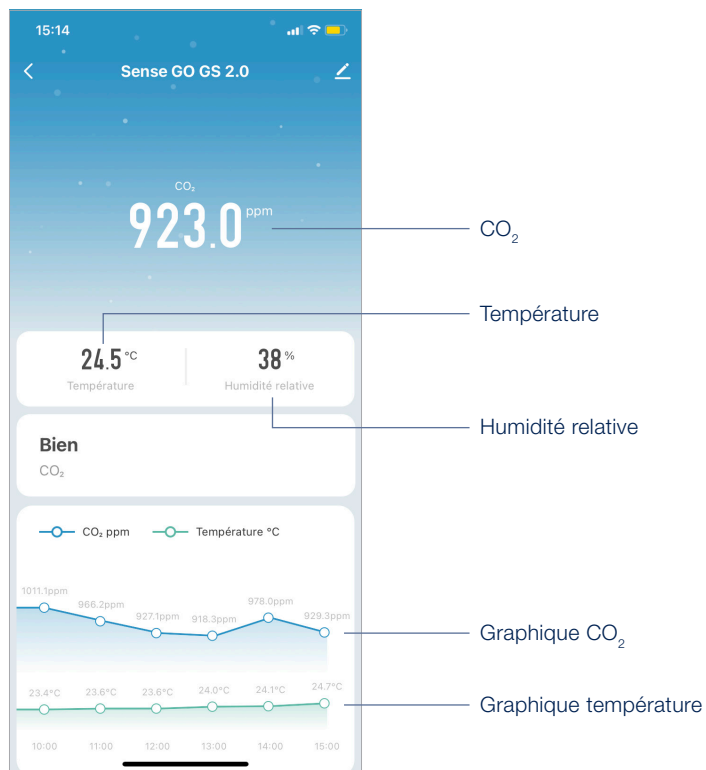 15:14
Sense GO GS 2.0
CO₂
923.0 ppm
CO₂
Température
24.5 °C
38 %
Température
Humidité relative
Humidité relative
Bien
CO₂
CO₂ ppm
Température °C
1011.1ppm
966.2ppm
927.1ppm
918.3ppm
978.0ppm
929.3ppm
Graphique CO₂
23.4°C
23.6°C
23.6°C
24.0°C
24.1°C
24.7°C
Graphique température
10:00
11:00
12:00
13:00
14:00
15:00